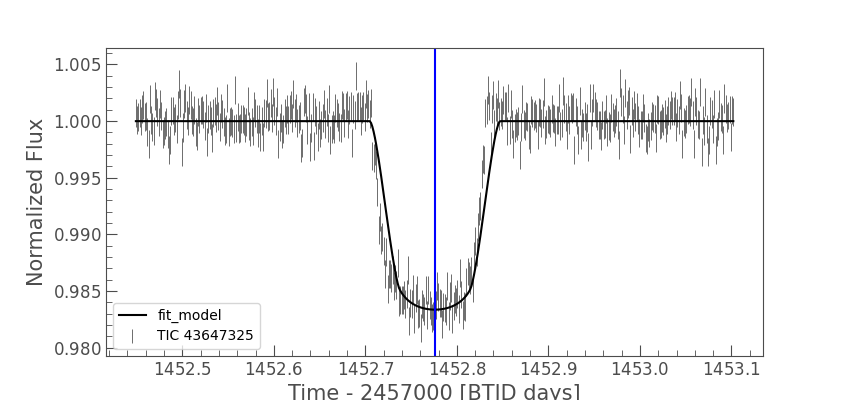 1.005
1.000
0.995
0.990
0.985
0.980
Normalized Flux
fit_model
TIC 43647325
1452.5 1452.6 1452.7 1452.8 1452.9 1453.0 1453.1
Time - 2457000 [BTJD days]